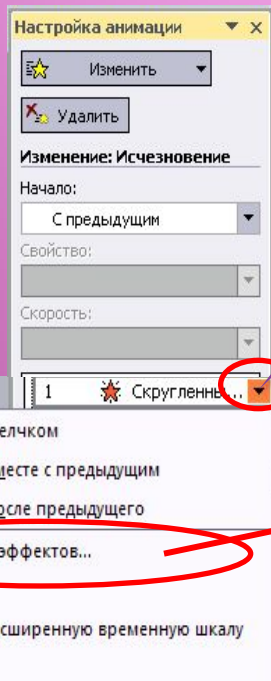 Настройка анимации
Изменить
Удалить
Изменение: Исчезновение
Начало:
С предыдущим
Свойство:
Скорость:
1 Скругленны...
елчком
месте с предыдущим
осле предыдущего
эффектов...
сширенную временную шкалу